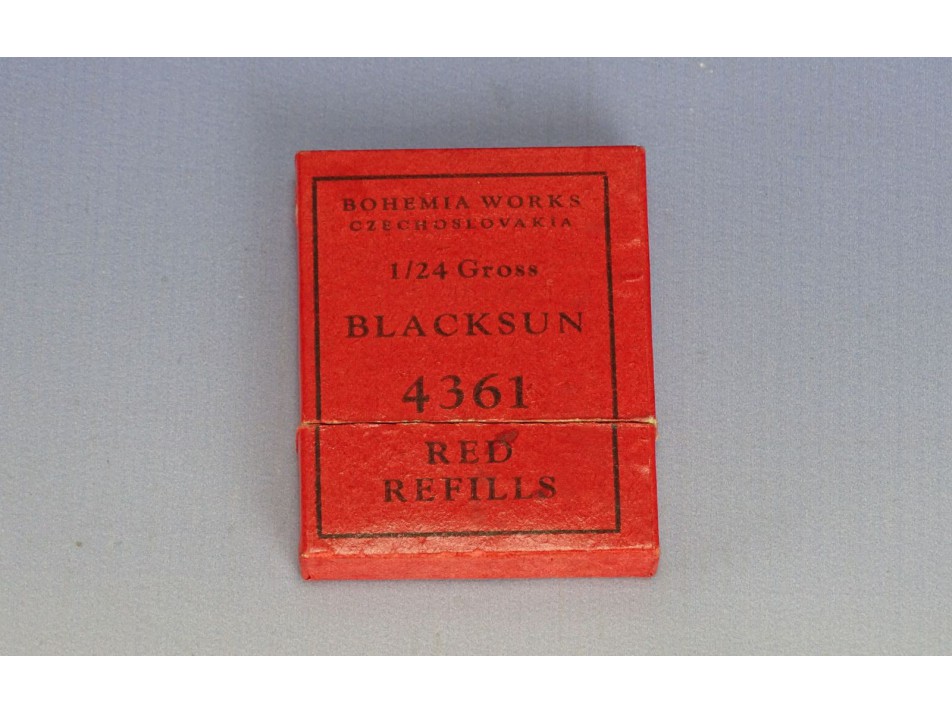 BOHEMIA WORKS
CZECHOSLOVAKIA
1/24 Gross
BLACKSUN
4361
RED
REFILLS